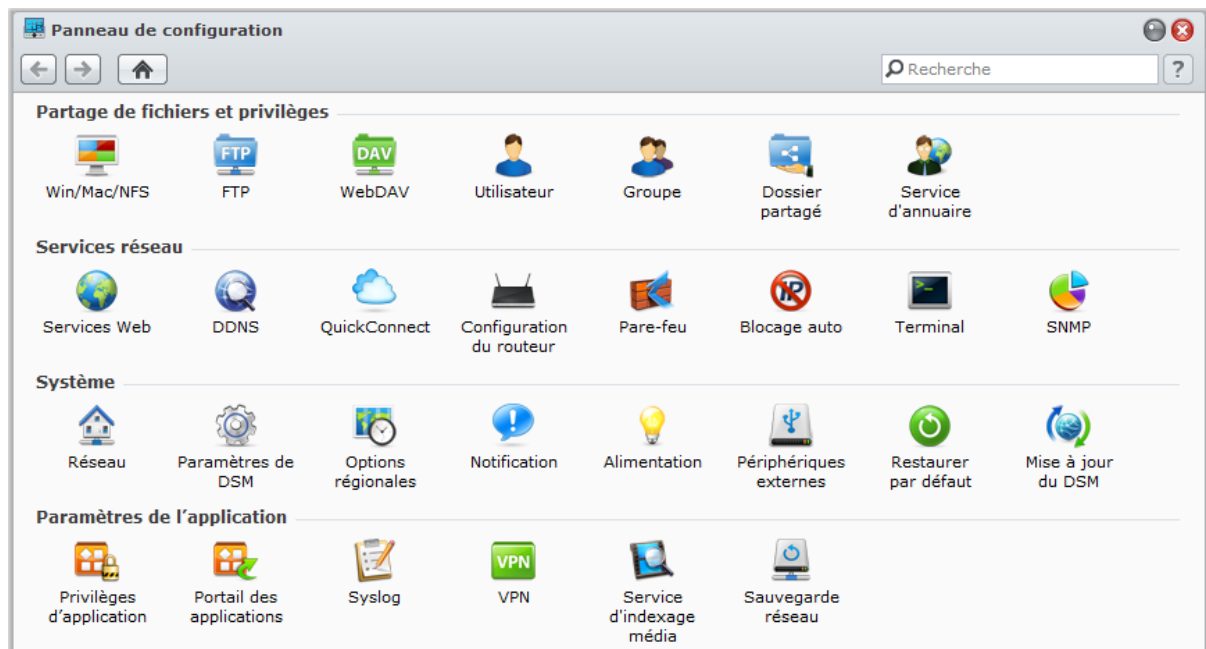 Panneau de configuration
Recherche
?
Partage de fichiers et privilèges
FTP
DAV
Win/Mac/NFS
FTP
WebDAV
Utilisateur
Groupe
Dossier
partagé
Service
d'annuaire
Services réseau
IP
Services Web
DDNS
QuickConnect
Configuration
du routeur
Pare-feu
Blocage auto
Terminal
SNMP
Système
Réseau
Paramètres de
DSM
Options
régionales
Notification
Alimentation
Périphériques
externes
Restaurer
par défaut
Mise à jour
du DSM
Paramètres de l’application
VPN
Privilèges
d’application
Portail des
applications
Syslog
VPN
Service
d'indexage
média
Sauvegarde
réseau